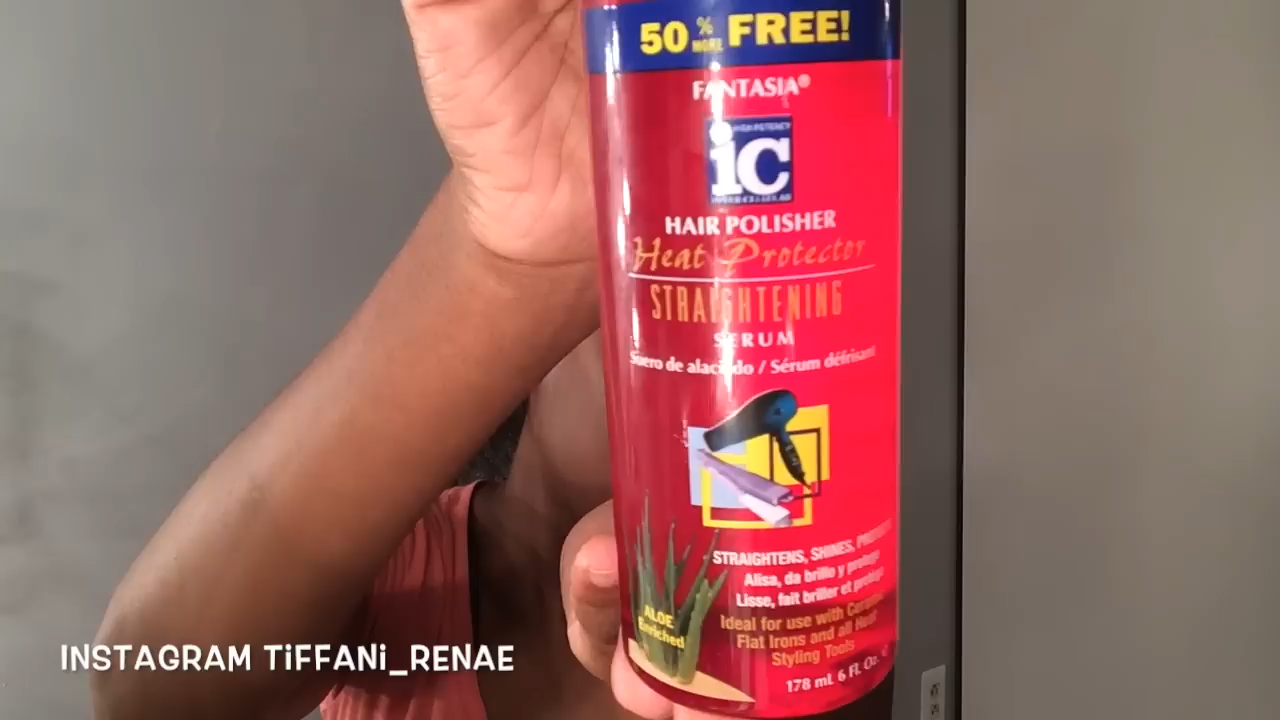 50 % MORE FREE!
FANTASIA®
iC
HAIR POLISHER
Heat Protector
STRAIGHTENING
SERUM
Suero de alaciado / Sérum défrisant
STRAIGHTENS, SHINES,
Alisa, da brillo y protege
Lisse, fait briller et protège
ALOE
Enriched
Ideal for use with Ceramic
Flat Irons and all Heat
Styling Tools
178 mL 6 Fl. Oz.
INSTAGRAM TiFFANi_RENAE